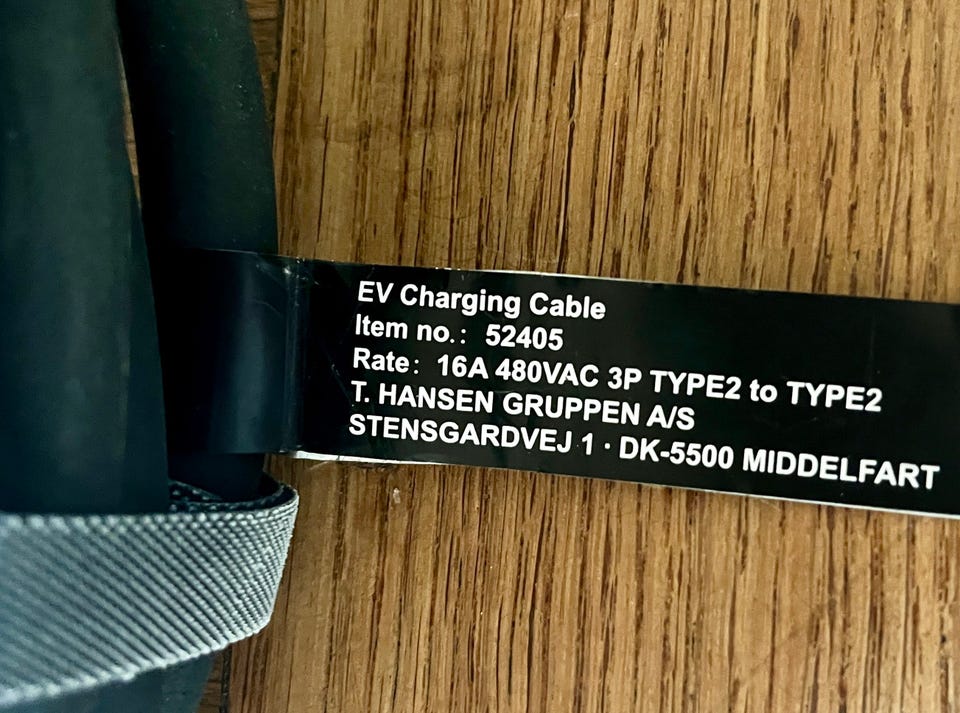 EV Charging Cable
Item no.: 52405
Rate: 16A 480VAC 3P TYPE2 to TYPE2
T. HANSEN GRUPPEN A/S
STENSGARDVEJ 1 · DK-5500 MIDDELFART